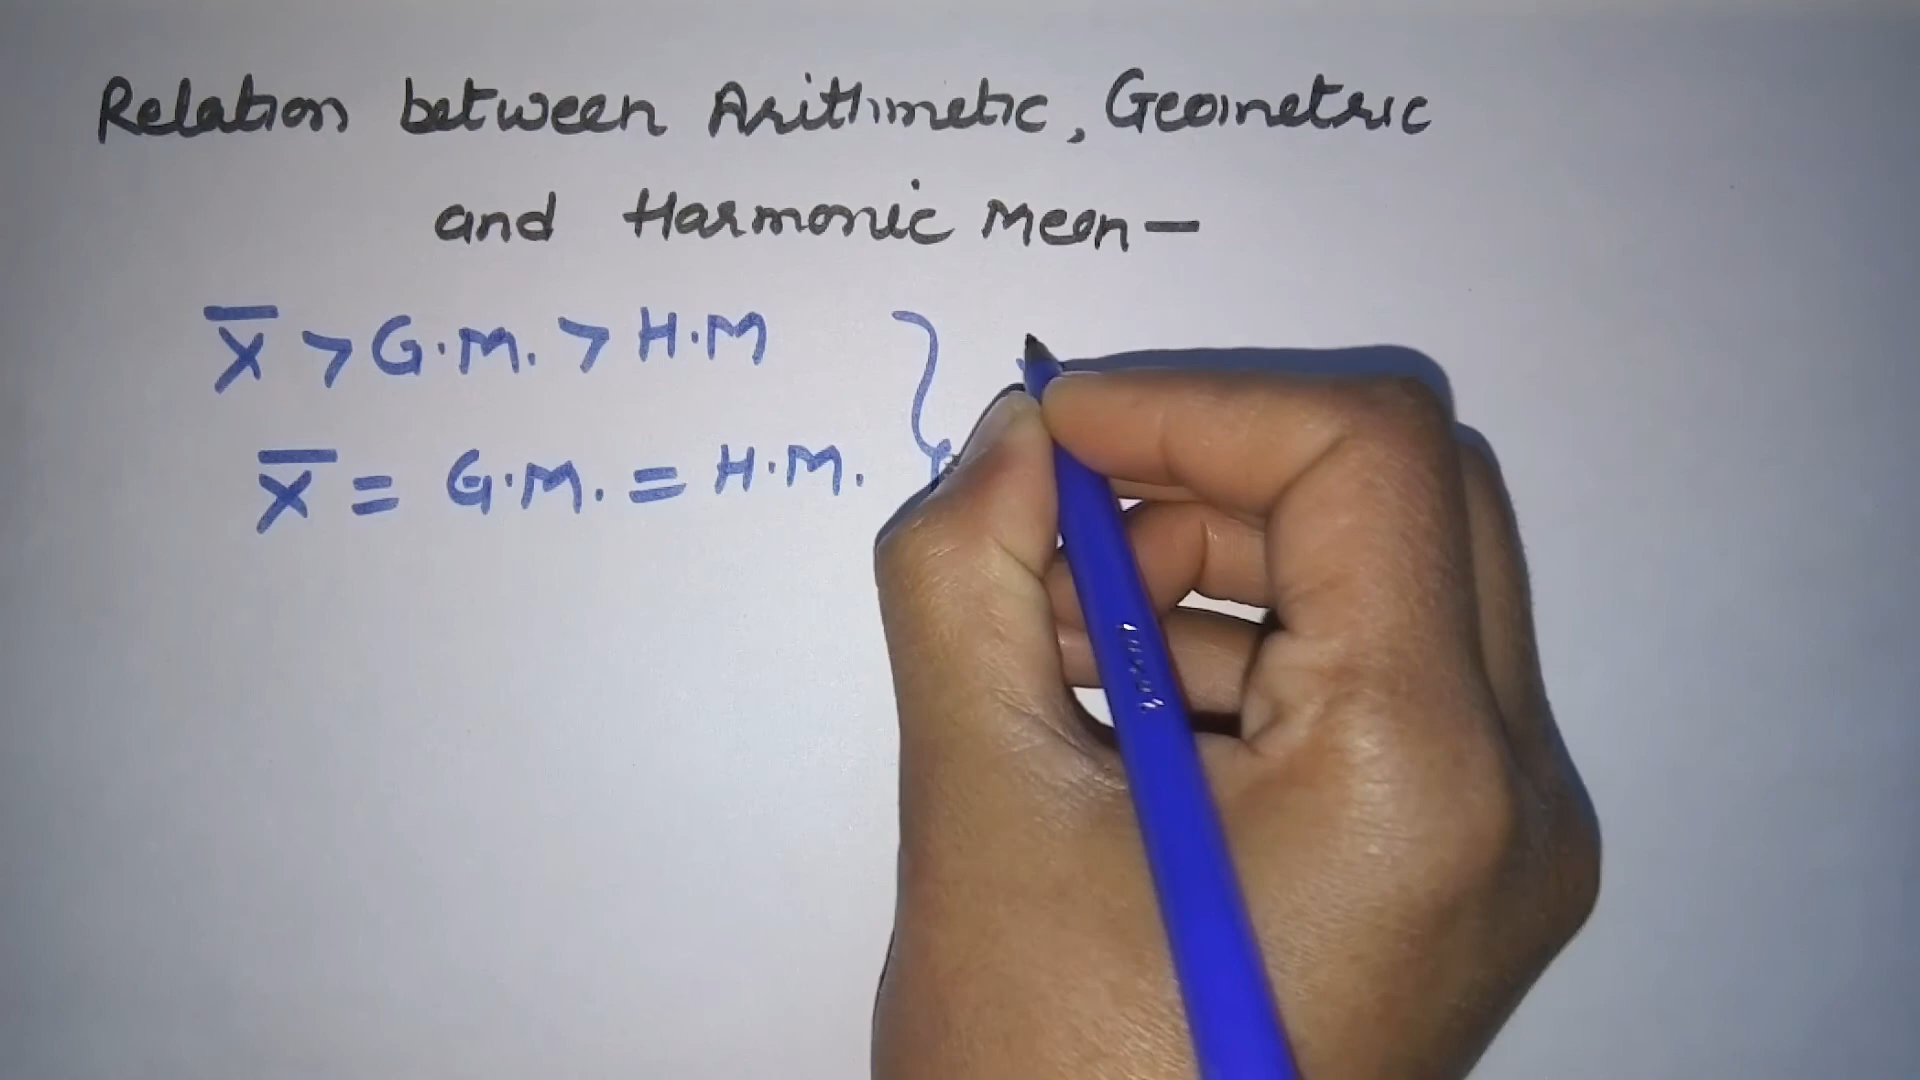 Relation between Arithmetic, Geometric
and Harmonic Mean —
X̅ > G.M. > H.M
X̅ = G.M. = H.M.